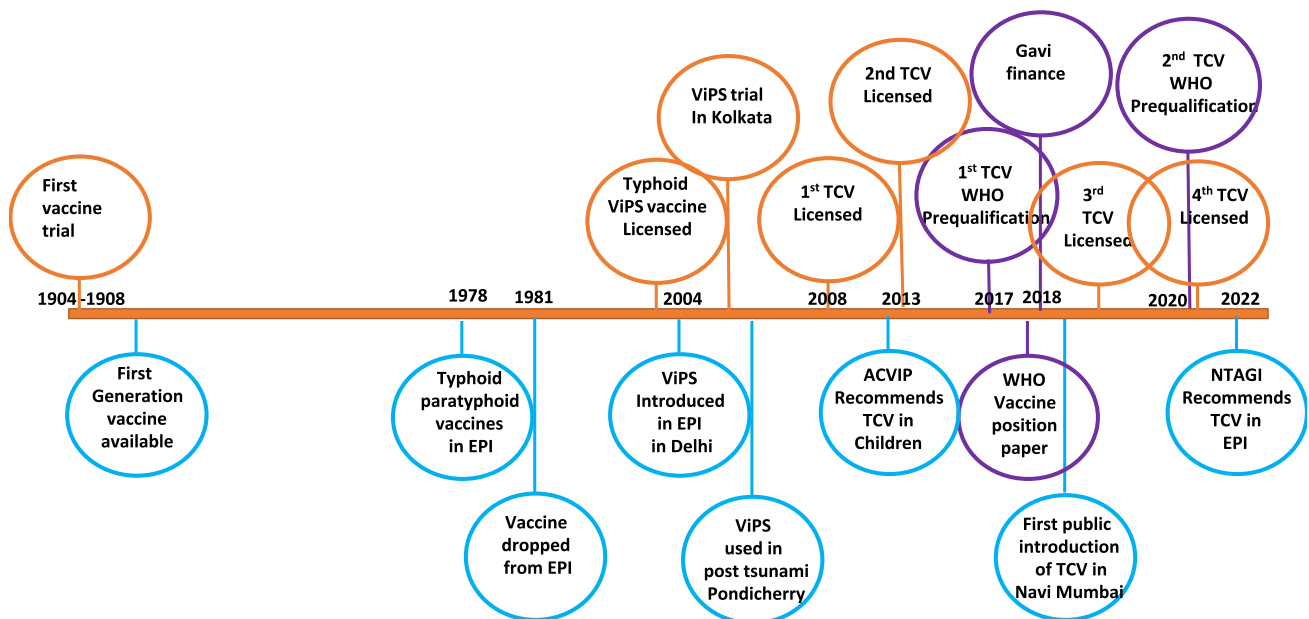 First
vaccine
trial
Typhoid
ViPS vaccine
Licensed
ViPS trial
In Kolkata
1st TCV
Licensed
2nd TCV
Licensed
1st TCV
WHO
Prequalification
Gavi
finance
3rd
TCV
Licensed
2nd TCV
WHO
Prequalification
4th TCV
Licensed
1904 -1908
1978
1981
2004
2008
2013
2017
2018
2020
2022
First
Generation
vaccine
available
Typhoid
paratyphoid
vaccines
in EPI
Vaccine
dropped
from EPI
ViPS
Introduced
in EPI
in Delhi
ViPS
used in
post tsunami
Pondicherry
ACVIP
Recommends
TCV in
Children
WHO
Vaccine
position
paper
First public
introduction
of TCV in
Navi Mumbai
NTAGI
Recommends
TCV in
EPI